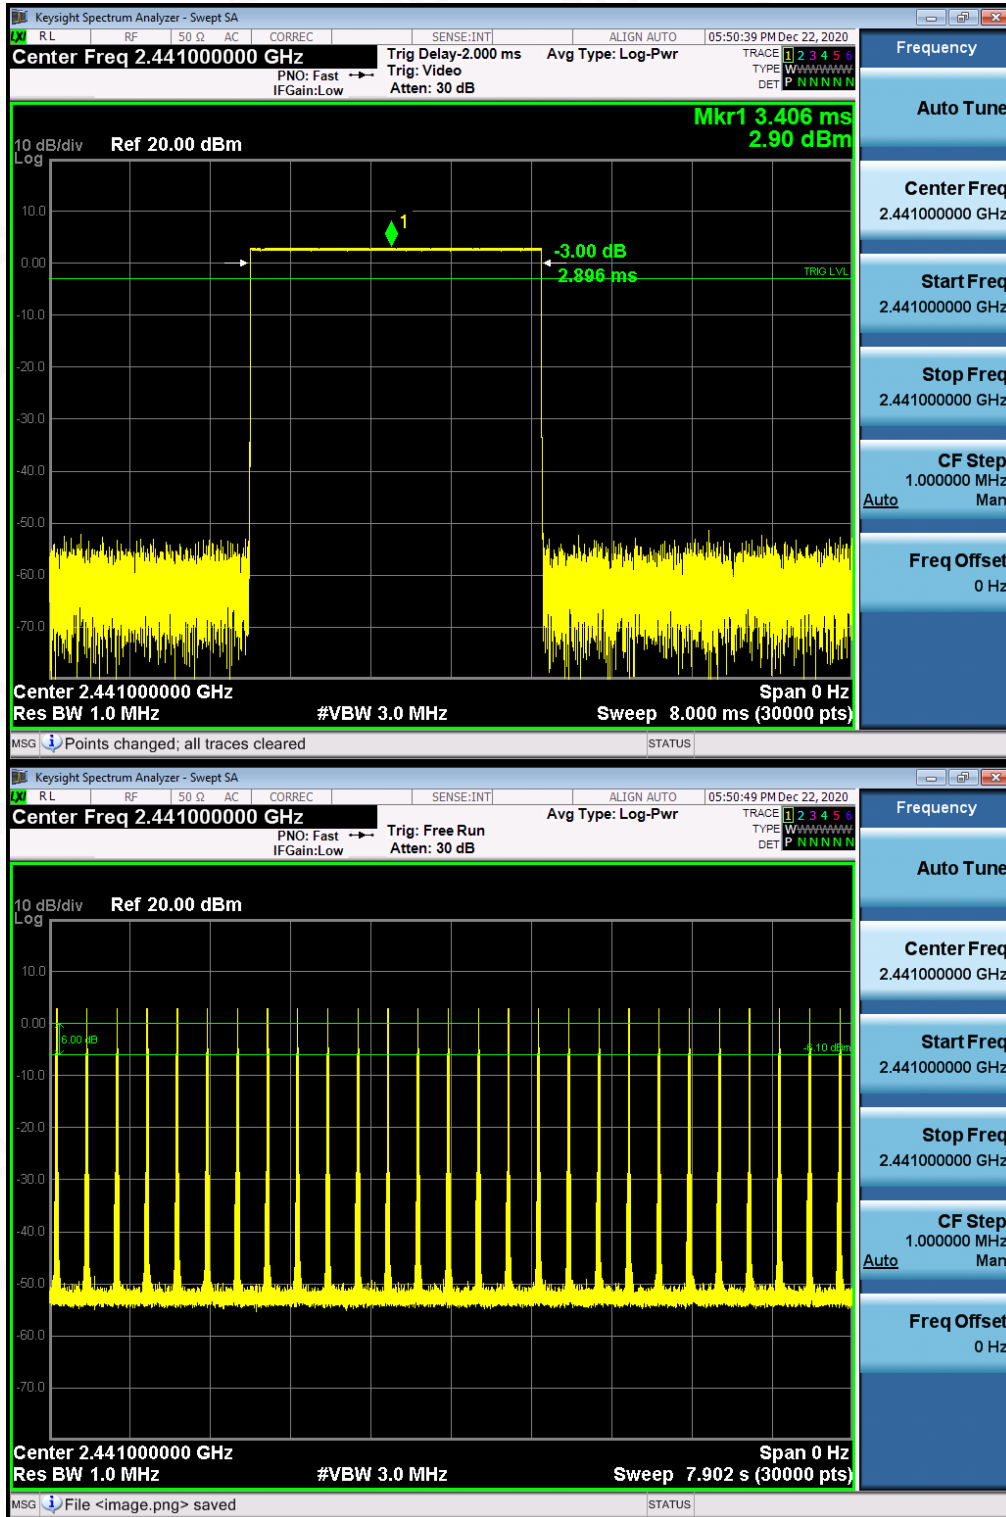 Keysight Spectrum Analyzer - Swept SA
LXI RL RF 50 Ω AC CORREC SENSE:INT ALIGN AUTO 05:50:39 PM Dec 22, 2020
Center Freq 2.441000000 GHz
PNO: Fast
IFGain:Low
Trig Delay-2.000 ms
Trig: Video
Atten: 30 dB
Avg Type: Log-Pwr
TRACE 1 2 3 4 5 6
TYPE WWWWWW
DET P N N N N N
Mkr1 3.406 ms
2.90 dBm
10 dB/div Ref 20.00 dBm
Log
10.0
1
0.00
-3.00 dB
2.896 ms
TRIG LVL
-10.0
-20.0
-30.0
-40.0
-50.0
-60.0
-70.0
Center 2.441000000 GHz Span 0 Hz
Res BW 1.0 MHz #VBW 3.0 MHz Sweep 8.000 ms (30000 pts)
MSG Points changed; all traces cleared STATUS
Frequency
Auto Tune
Center Freq
2.441000000 GHz
Start Freq
2.441000000 GHz
Stop Freq
2.441000000 GHz
CF Step
1.000000 MHz
Auto Man
Freq Offset
0 Hz
Keysight Spectrum Analyzer - Swept SA
LXI RL RF 50 Ω AC CORREC SENSE:INT ALIGN AUTO 05:50:49 PM Dec 22, 2020
Center Freq 2.441000000 GHz
PNO: Fast
IFGain:Low
Trig: Free Run
Atten: 30 dB
Avg Type: Log-Pwr
TRACE 1 2 3 4 5 6
TYPE WWWWWW
DET P N N N N N
10 dB/div Ref 20.00 dBm
Log
10.0
0.00
6.00 dB
-6.10 dBm
-10.0
-20.0
-30.0
-40.0
-50.0
-60.0
-70.0
Center 2.441000000 GHz Span 0 Hz
Res BW 1.0 MHz #VBW 3.0 MHz Sweep 7.902 s (30000 pts)
MSG File <image.png> saved STATUS
Frequency
Auto Tune
Center Freq
2.441000000 GHz
Start Freq
2.441000000 GHz
Stop Freq
2.441000000 GHz
CF Step
1.000000 MHz
Auto Man
Freq Offset
0 Hz